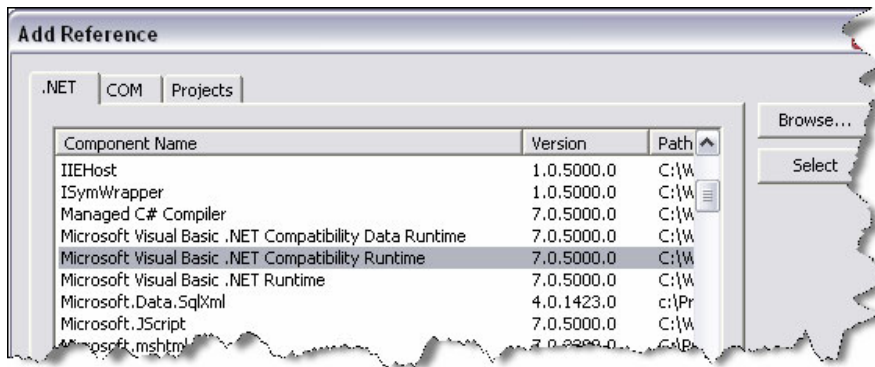 Add Reference
.NET COM Projects
Browse...
Component Name Version Path
Select
IIEHost 1.0.5000.0 C:\W
ISymWrapper 1.0.5000.0 C:\W
Managed C# Compiler 7.0.5000.0 C:\W
Microsoft Visual Basic .NET Compatibility Data Runtime 7.0.5000.0 C:\W
Microsoft Visual Basic .NET Compatibility Runtime 7.0.5000.0 C:\W
Microsoft Visual Basic .NET Runtime 7.0.5000.0 C:\W
Microsoft.Data.SqlXml 4.0.1423.0 c:\Pr
Microsoft.JScript 7.0.5000.0 C:\W